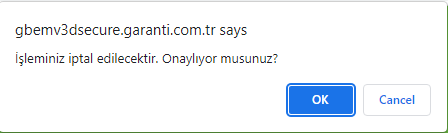 gbemv3dsecure.garanti.com.tr says
İşleminiz iptal edilecektir. Onaylıyor musunuz?
OK Cancel